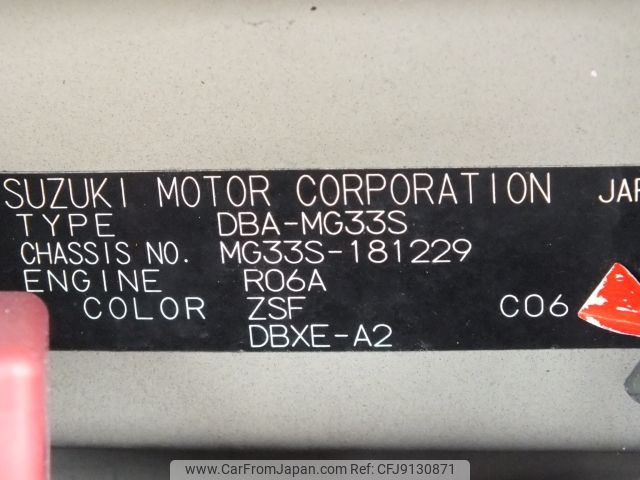 SUZUKI MOTOR CORPORATION JAP
TYPE DBA-MG33S
CHASSIS NO. MG33S-181229
ENGINE R06A
COLOR ZSF C06
DBXE-A2
www.CarFromJapan.com ID: CFJ9130871